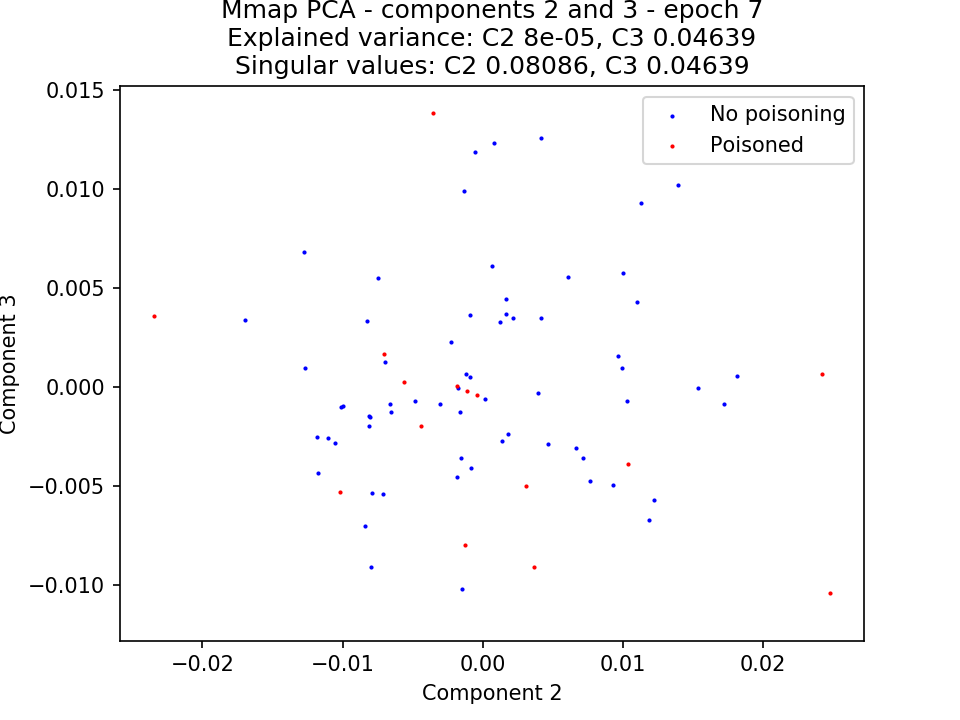 Mmap PCA - components 2 and 3 - epoch 7
Explained variance: C2 8e-05, C3 0.04639
Singular values: C2 0.08086, C3 0.04639
No poisoning
Poisoned
0.015
0.010
0.005
0.000
−0.005
−0.010
Component 3
−0.02
−0.01
0.00
0.01
0.02
Component 2